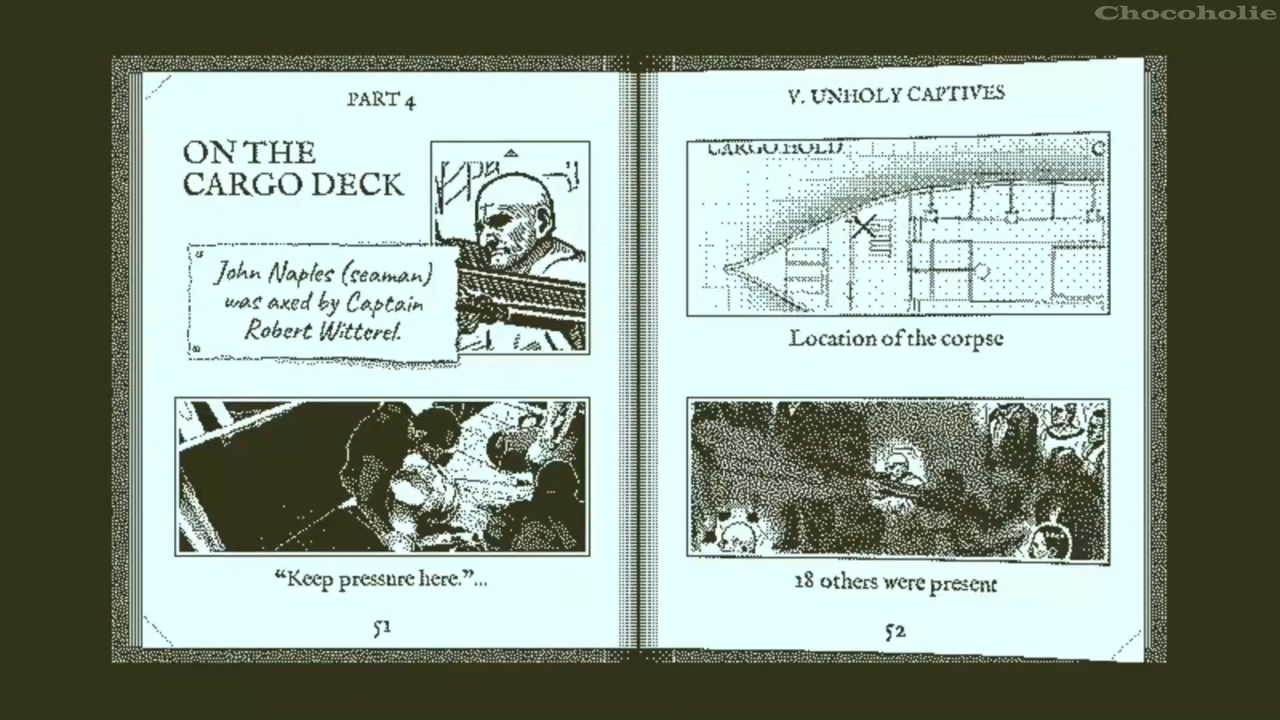 Chocoholie
PART 4
ON THE
CARGO DECK
John Naples (seaman)
was axed by Captain
Robert Witterel.
"Keep pressure here."...
51
V. UNHOLY CAPTIVES
CARGO HOLD
C
Location of the corpse
18 others were present
52